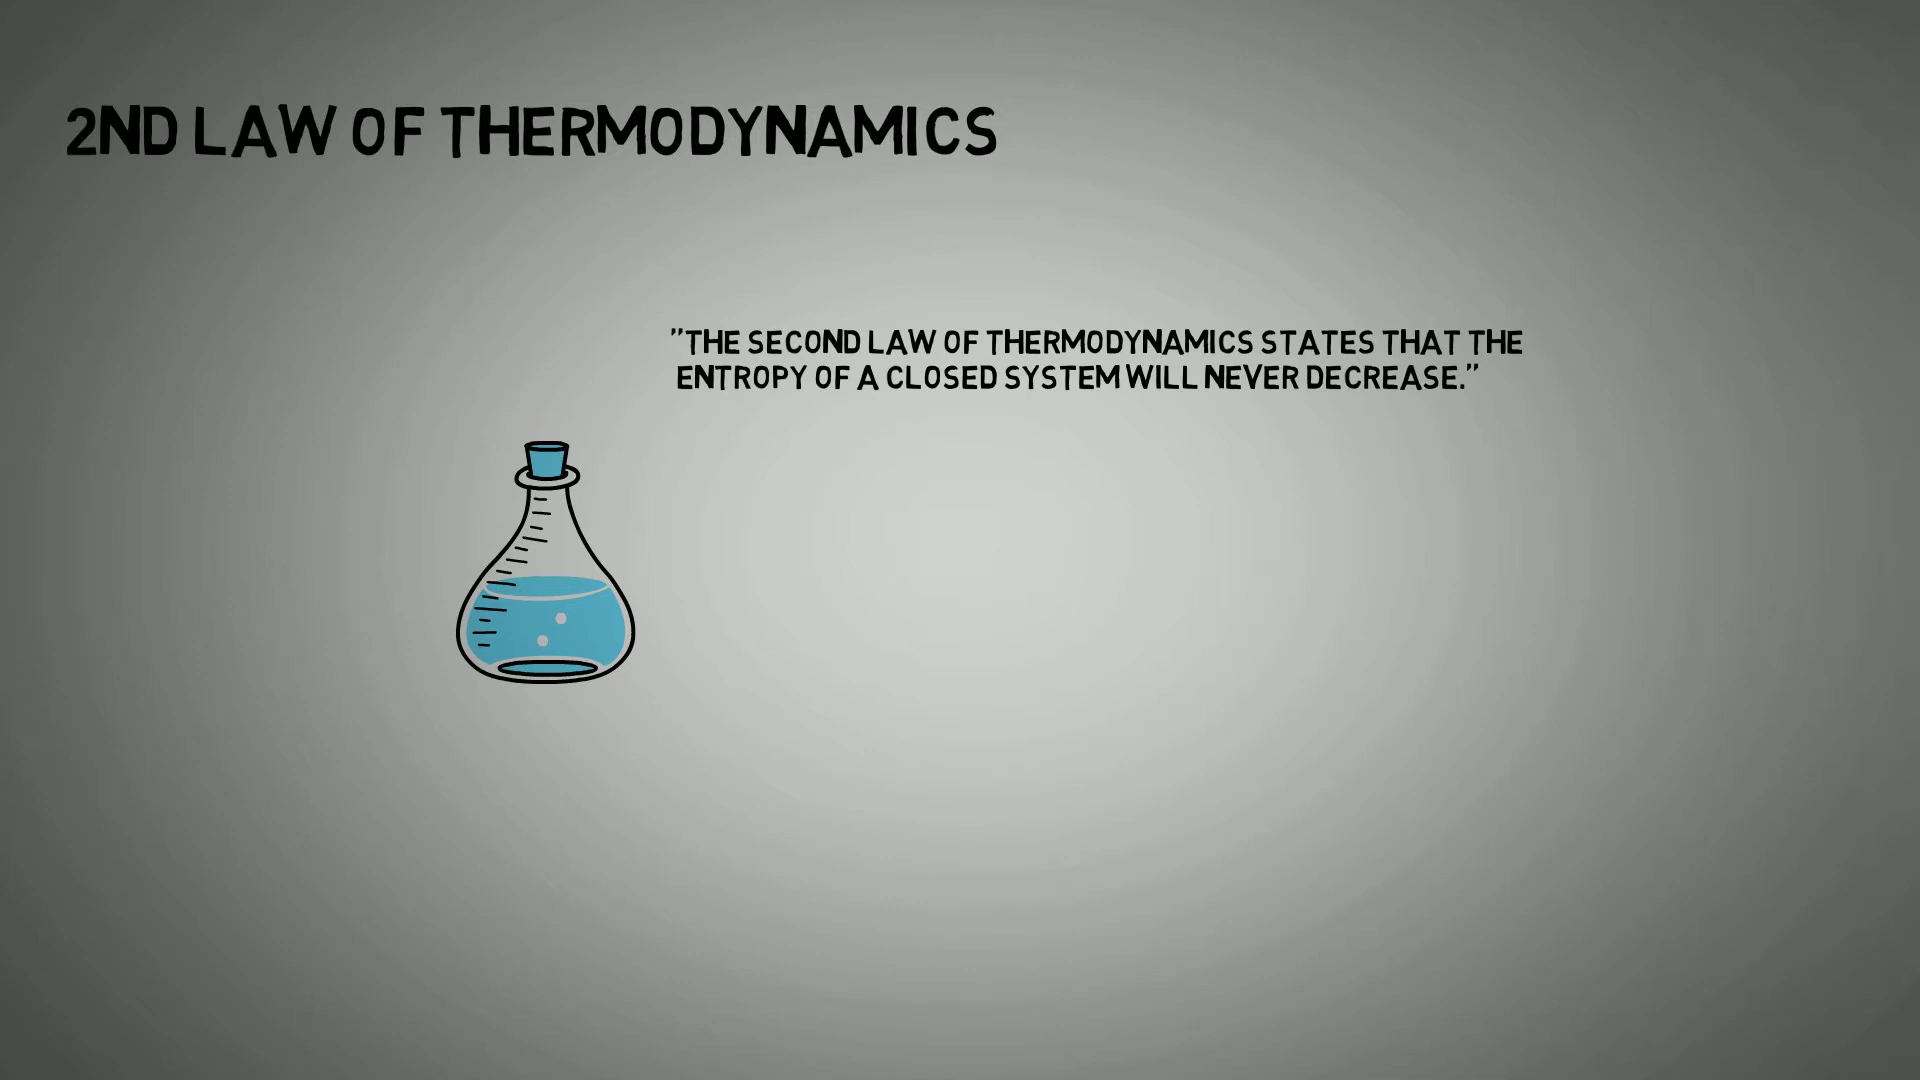 2ND LAW OF THERMODYNAMICS
"THE SECOND LAW OF THERMODYNAMICS STATES THAT THE
ENTROPY OF A CLOSED SYSTEM WILL NEVER DECREASE."